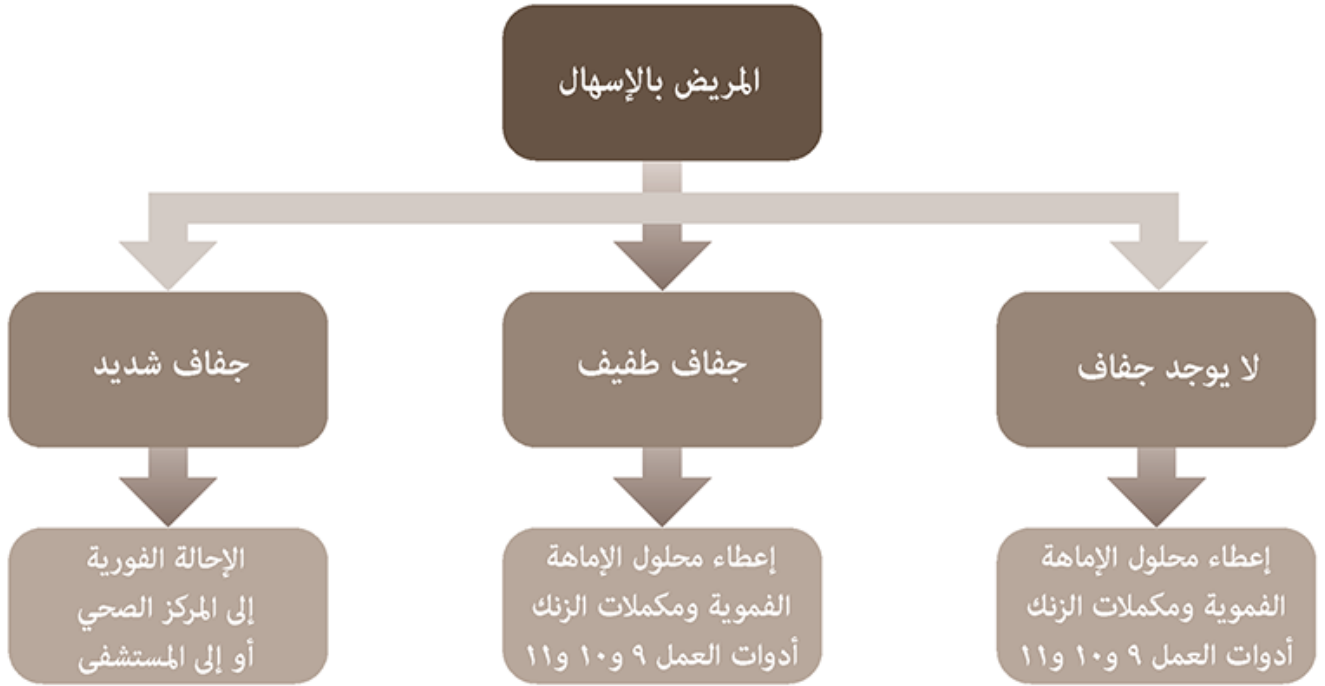 المريض بالإسهال
لا يوجد جفاف
جفاف طفيف
جفاف شديد
إعطاء محلول الإماهة
الفموية ومكملات الزنك
أدوات العمل ٩ و١٠ و١١
إعطاء محلول الإماهة
الفموية ومكملات الزنك
أدوات العمل ٩ و١٠ و١١
الإحالة الفورية
إلى المركز الصحي
أو إلى المستشفى